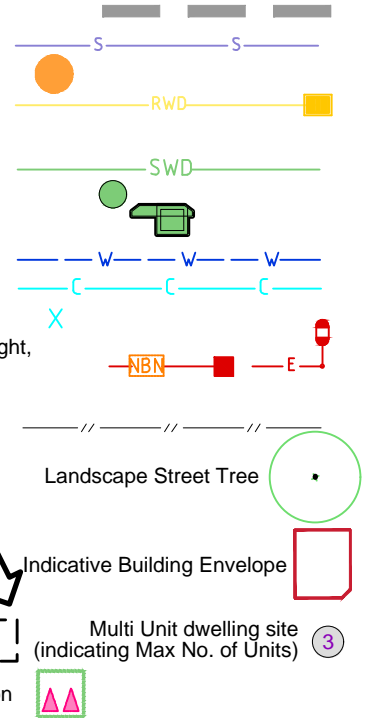 S S
RWD
SWD
W W W
C C C
X
ght,
NBN E
// // //
Landscape Street Tree
Indicative Building Envelope
Multi Unit dwelling site
(indicating Max No. of Units) 3
on